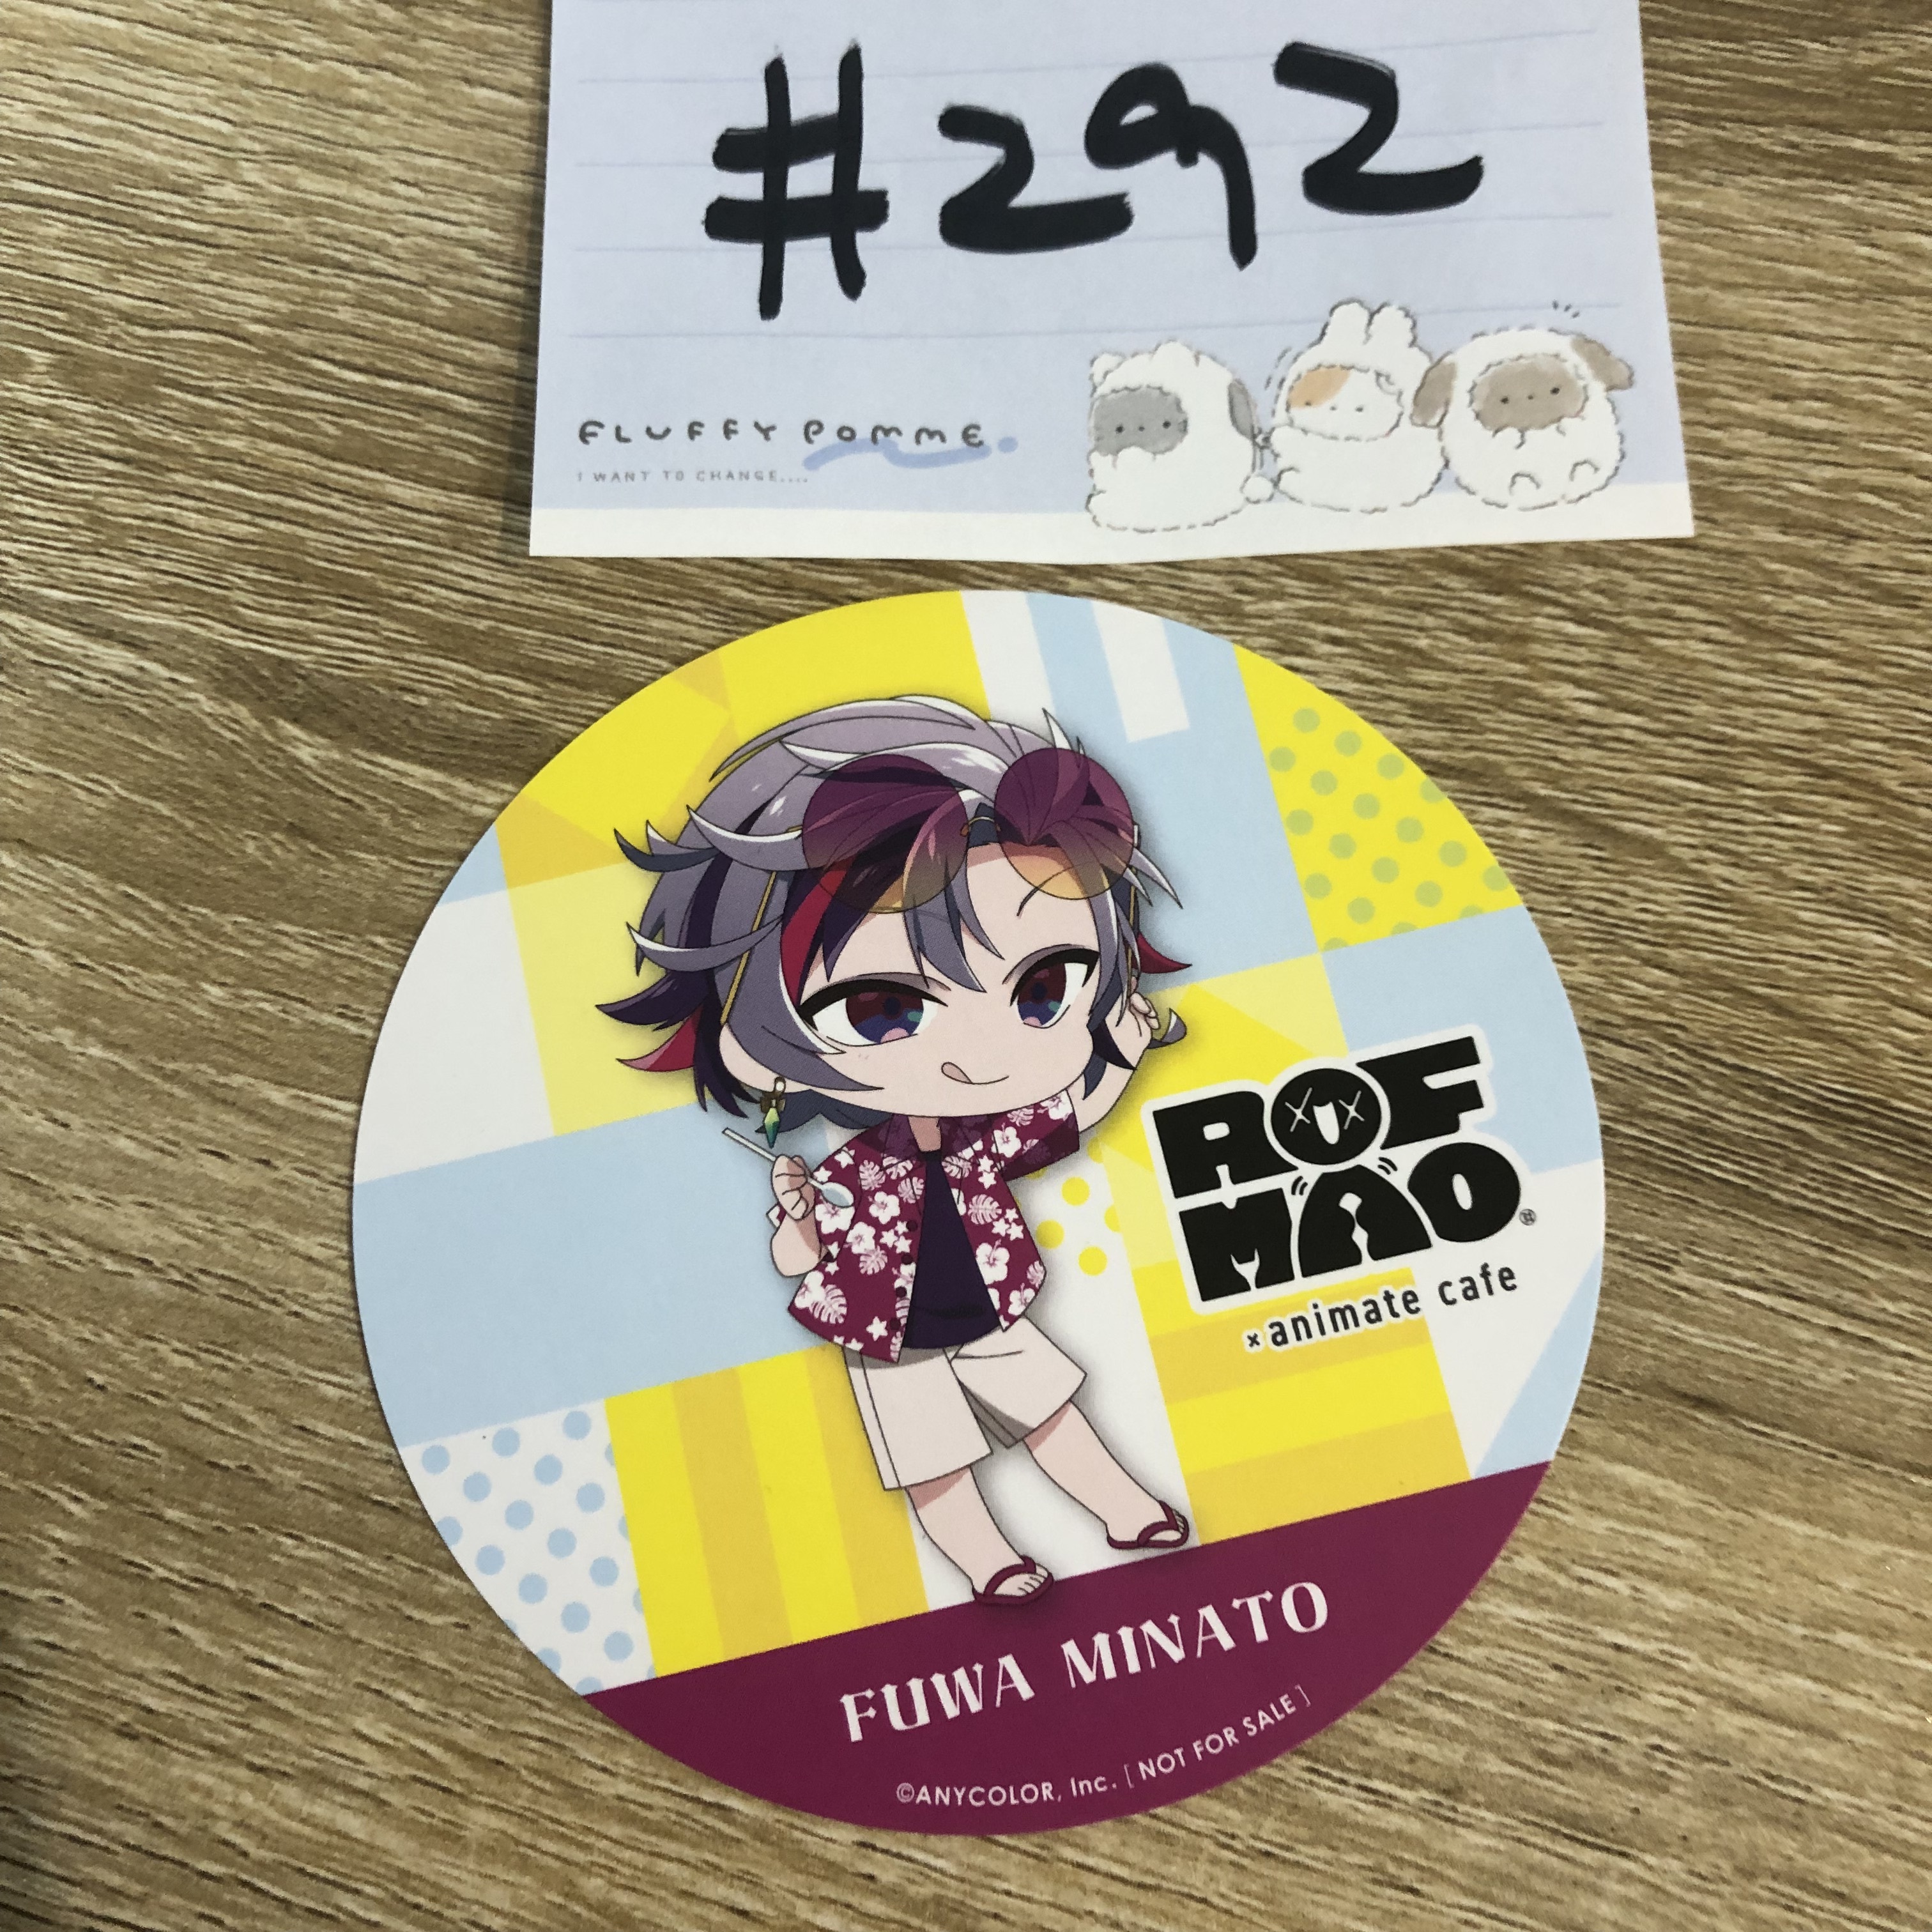 #292
FLUFFY POMME.
I WANT TO CHANGE....
ROF
MAO®
×animate cafe
FUWA MINATO
©ANYCOLOR, Inc. [ NOT FOR SALE ]